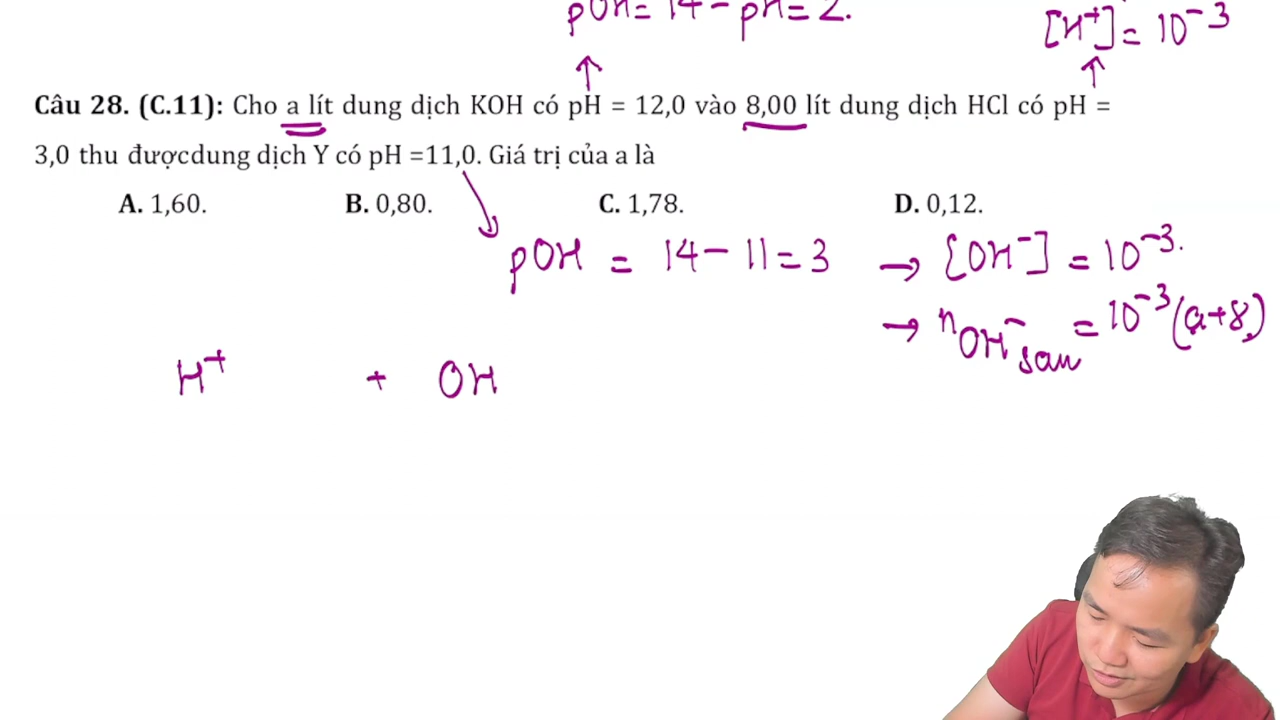 pOH = 14 - pH = 2.
[H⁺] = 10⁻³
Câu 28. (C.11): Cho a lít dung dịch KOH có pH = 12,0 vào 8,00 lít dung dịch HCl có pH =
3,0 thu đượcdung dịch Y có pH =11,0. Giá trị của a là
A. 1,60. B. 0,80. C. 1,78. D. 0,12.
pOH = 14 - 11 = 3 → [OH⁻] = 10⁻³.
→ nOH⁻ sau = 10⁻³(a+8)
H⁺ + OH